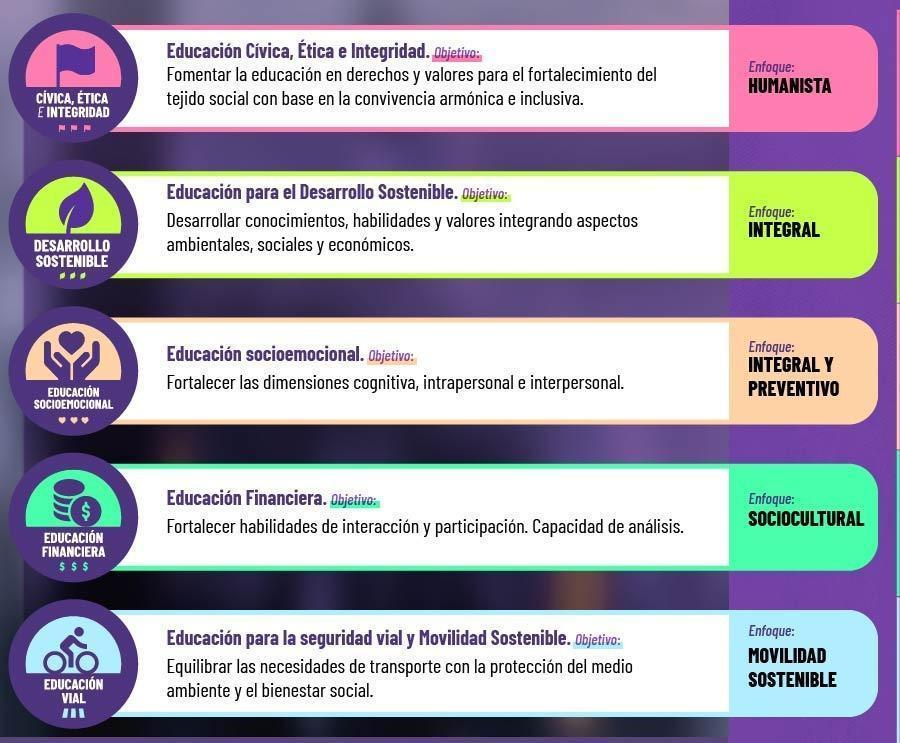 CÍVICA, ÉTICA
E INTEGRIDAD
Educación Cívica, Ética e Integridad. Objetivo:
Fomentar la educación en derechos y valores para el fortalecimiento del
tejido social con base en la convivencia armónica e inclusiva.
Enfoque:
HUMANISTA
DESARROLLO
SOSTENIBLE
Educación para el Desarrollo Sostenible. Objetivo:
Desarrollar conocimientos, habilidades y valores integrando aspectos
ambientales, sociales y económicos.
Enfoque:
INTEGRAL
EDUCACIÓN
SOCIOEMOCIONAL
Educación socioemocional. Objetivo:
Fortalecer las dimensiones cognitiva, intrapersonal e interpersonal.
Enfoque:
INTEGRAL Y
PREVENTIVO
$
EDUCACIÓN
FINANCIERA
$ $ $
Educación Financiera. Objetivo:
Fortalecer habilidades de interacción y participación. Capacidad de análisis.
Enfoque:
SOCIOCULTURAL
EDUCACIÓN
VIAL
Educación para la seguridad vial y Movilidad Sostenible. Objetivo:
Equilibrar las necesidades de transporte con la protección del medio
ambiente y el bienestar social.
Enfoque:
MOVILIDAD
SOSTENIBLE